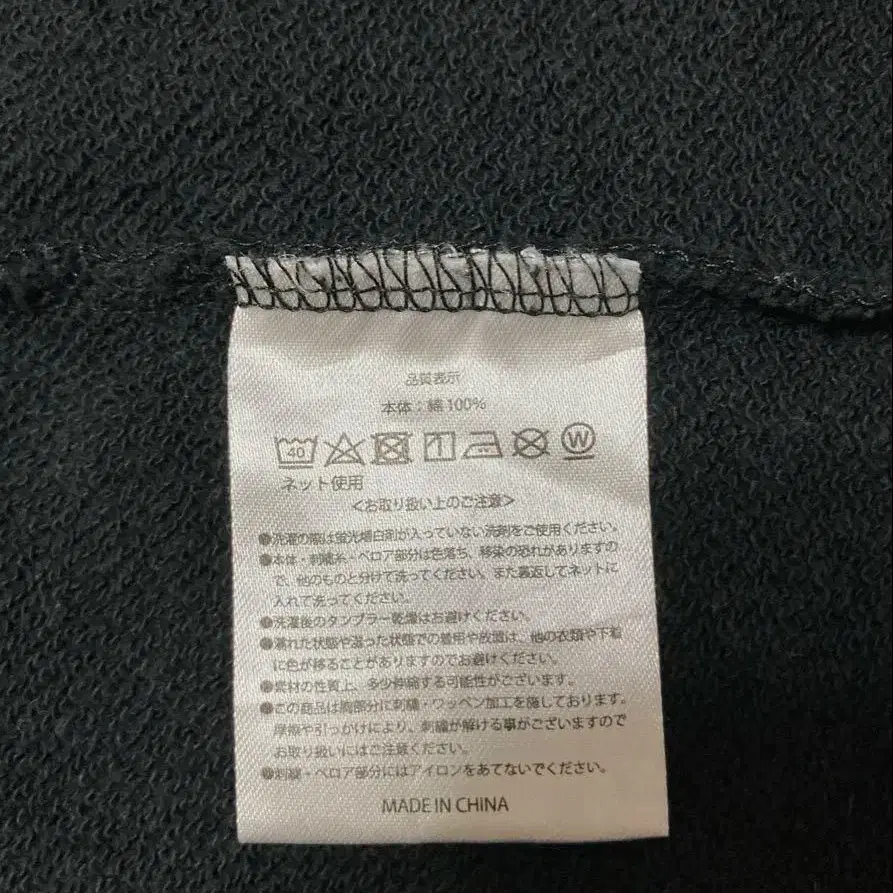 品質表示
本体：綿 100%
40 W
ネット使用
＜お取り扱い上のご注意＞
●洗濯の際は蛍光増白剤が入っていない洗剤をご使用ください。
●本体・刺繍糸・ベロア部分は色落ち、移染の恐れがありますの
で、他のものと分けて洗ってください。また裏返してネットに
入れて洗ってください。
●洗濯後のタンブラー乾燥はお避けください。
●濡れた状態や湿った状態での着用や放置は、他の衣類や下着
に色が移ることがありますのでお避けください。
●素材の性質上、多少伸縮する可能性がございます。
●この商品は胸部分に刺繍・ワッペン加工を施しております。
摩擦や引っかけにより、刺繍が解ける事がございますので
お取り扱いにはご注意ください。
●刺繍・ベロア部分にはアイロンをあてないでください。
MADE IN CHINA